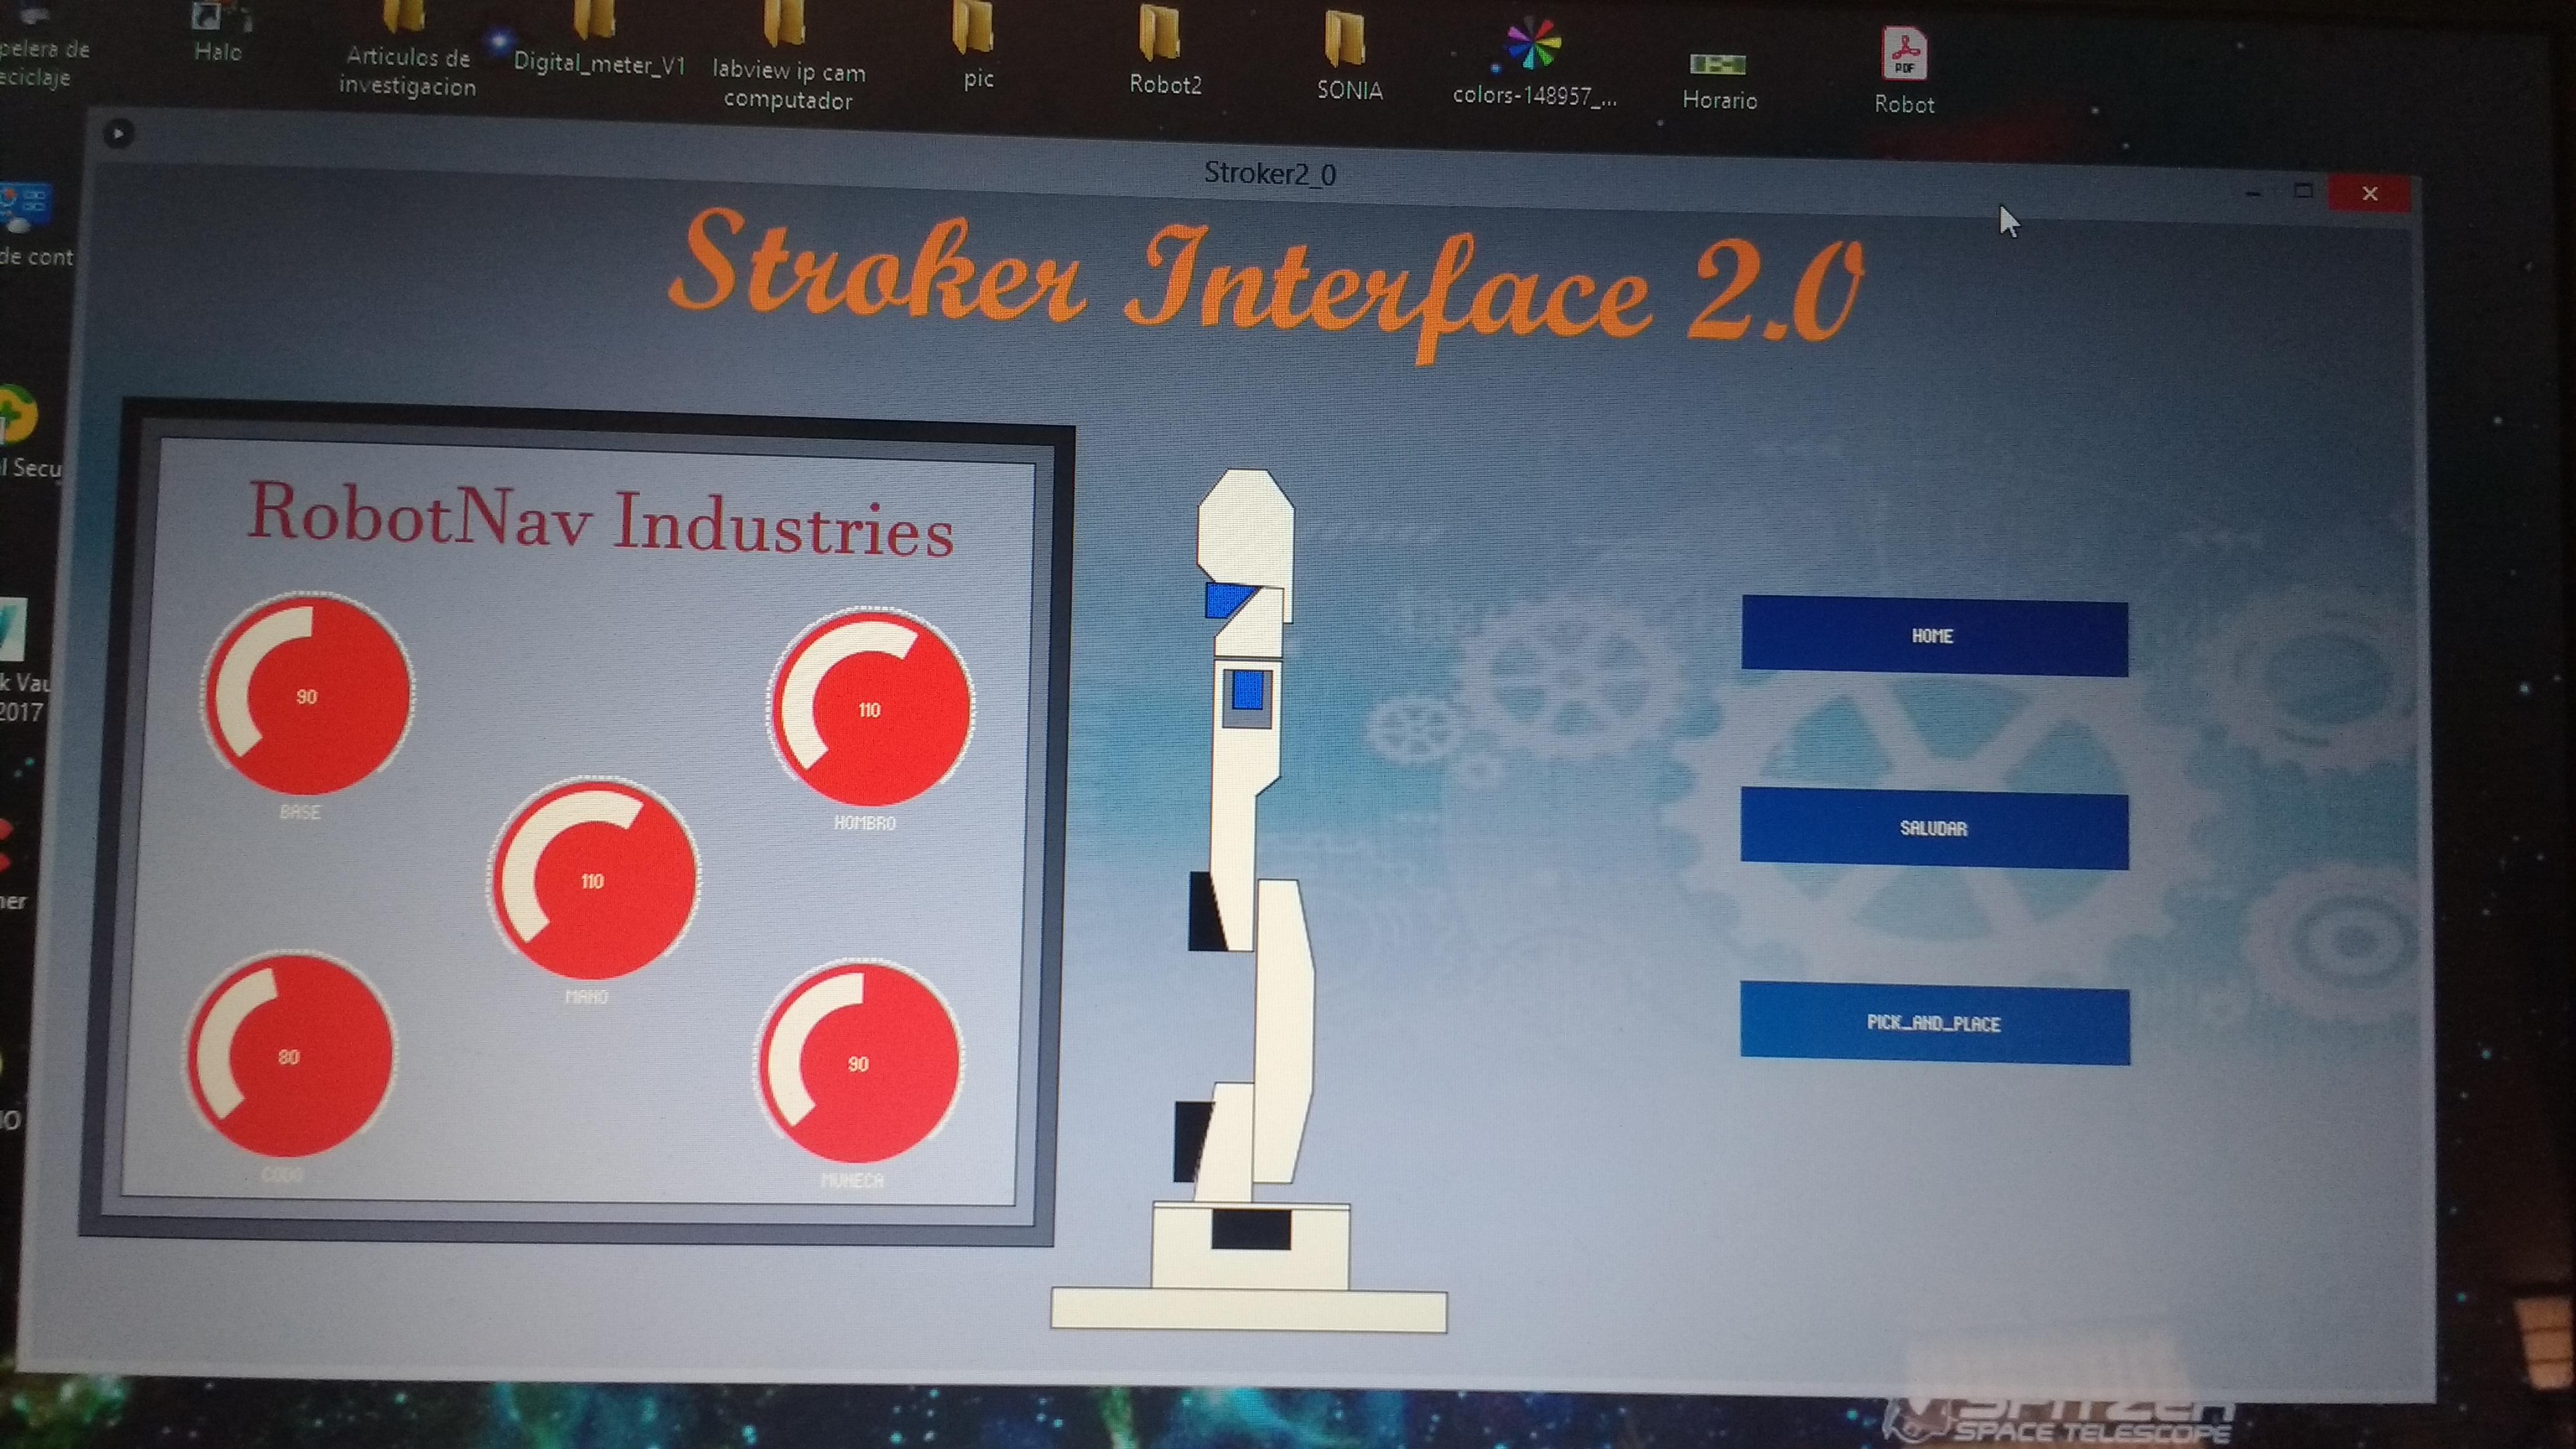 Halo
Articulos de
investigacion
Digital_meter_V1
labview ip cam
computador
pic
Robot2
SONIA
colors-148957_...
Horario
PDF
Robot
pelera de
eciclaje
de cont
l Secu
k Vau
2017
Stroker2_0
Stroker Interface 2.0
RobotNav Industries
90
BASE
110
HOMBRO
110
MANO
80
CODO
90
MUNECA
HOME
SALUDAR
PICK_AND_PLACE
SPITZER
SPACE TELESCOPE